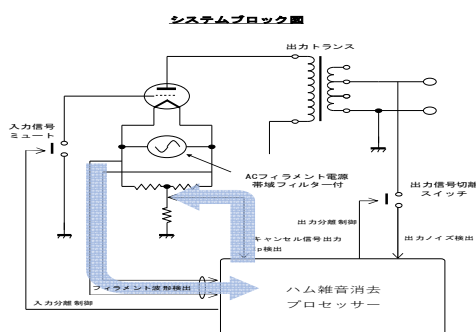 システムブロック図
出力トランス
入力信号
ミュート
ACフィラメント電源
帯域フィルター付
出力信号切離
スイッチ
出力分離制御
キャンセル信号出力
p検出
出力ノイズ検出
フィラメント波形検出
入力分離制御
ハム雑音消去
プロセッサー